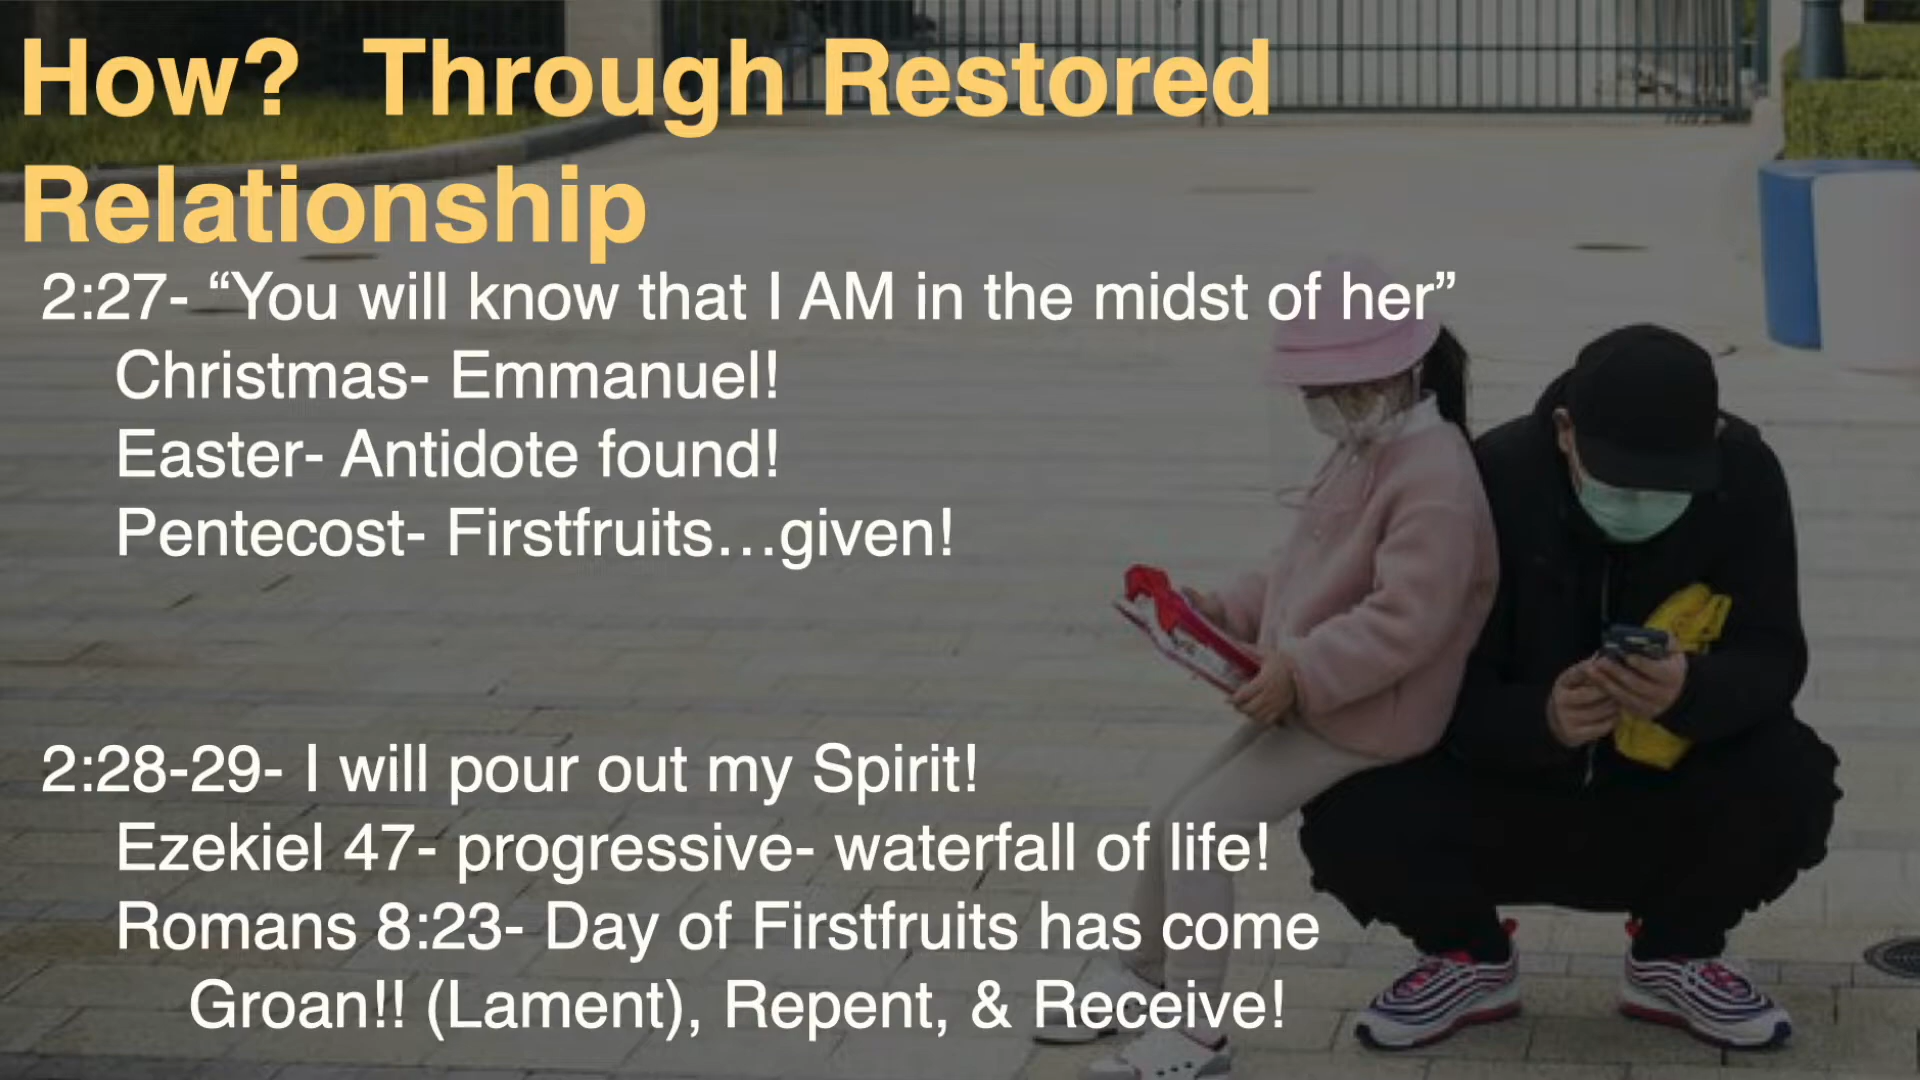 How?  Through Restored
Relationship
2:27- “You will know that I AM in the midst of her”
Christmas- Emmanuel!
Easter- Antidote found!
Pentecost- Firstfruits…given!
2:28-29- I will pour out my Spirit!
Ezekiel 47- progressive- waterfall of life!
Romans 8:23- Day of Firstfruits has come
Groan!! (Lament), Repent, & Receive!